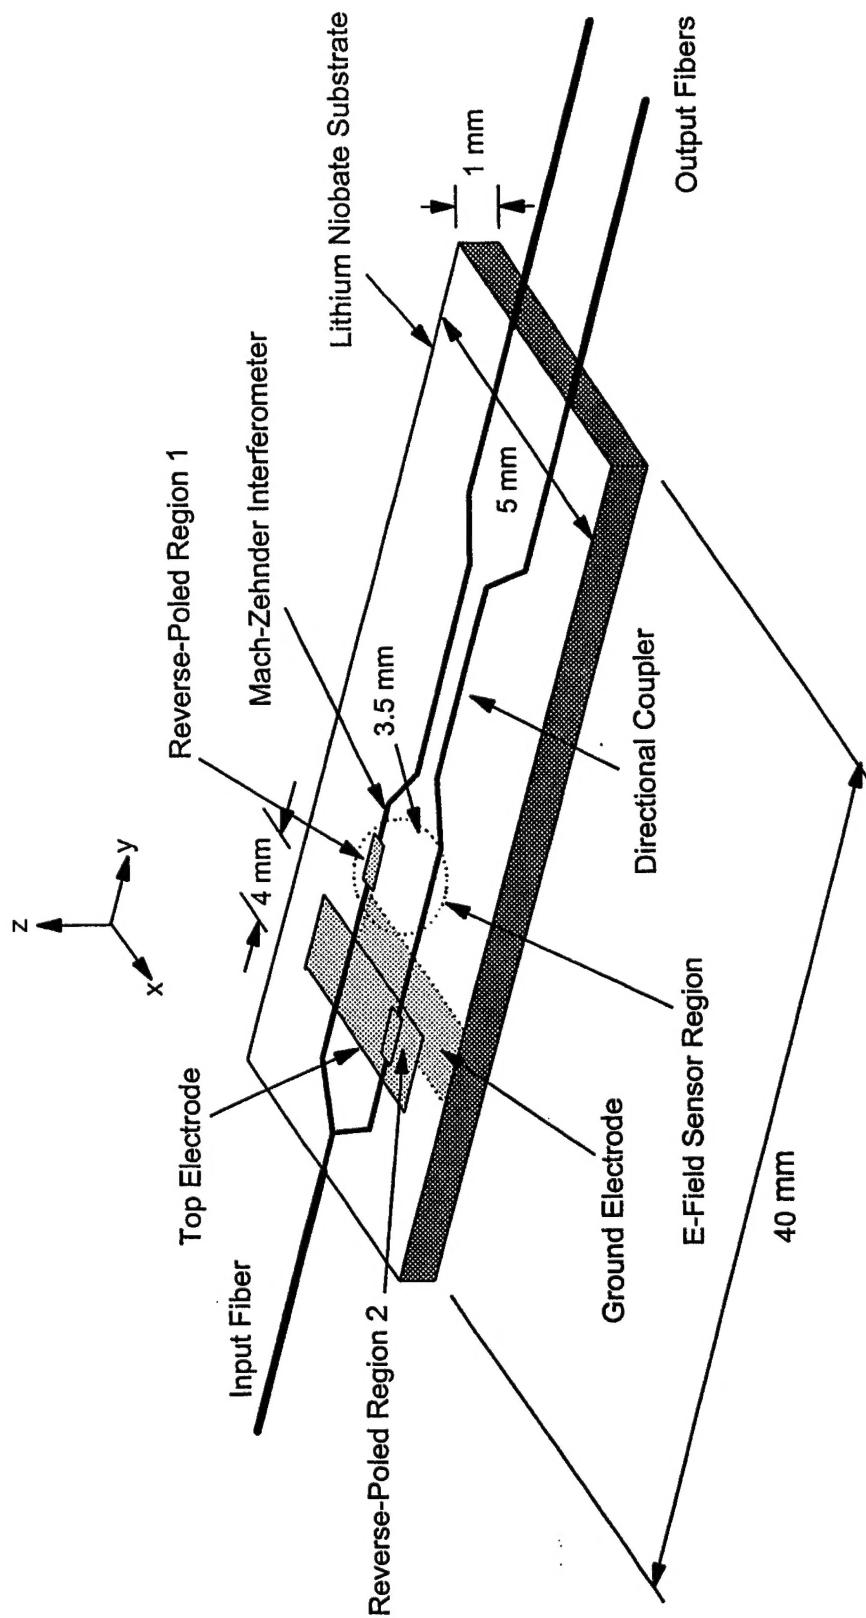 z
y
x
4 mm
Reverse-Poled Region 1
Mach-Zehnder Interferometer
Lithium Niobate Substrate
1 mm
Top Electrode
3.5 mm
5 mm
Input Fiber
Output Fibers
Reverse-Poled Region 2
Ground Electrode
E-Field Sensor Region
Directional Coupler
40 mm